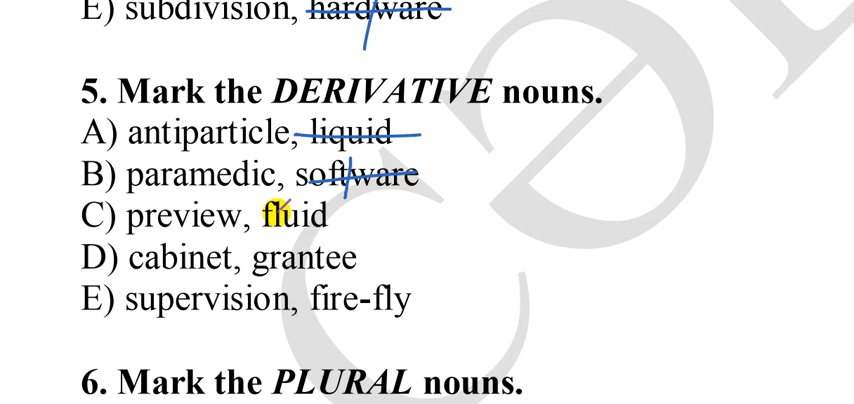 E) subdivision, hardware
5. Mark the DERIVATIVE nouns.
A) antiparticle, liquid
B) paramedic, software
C) preview, fluid
D) cabinet, grantee
E) supervision, fire-fly
6. Mark the PLURAL nouns.